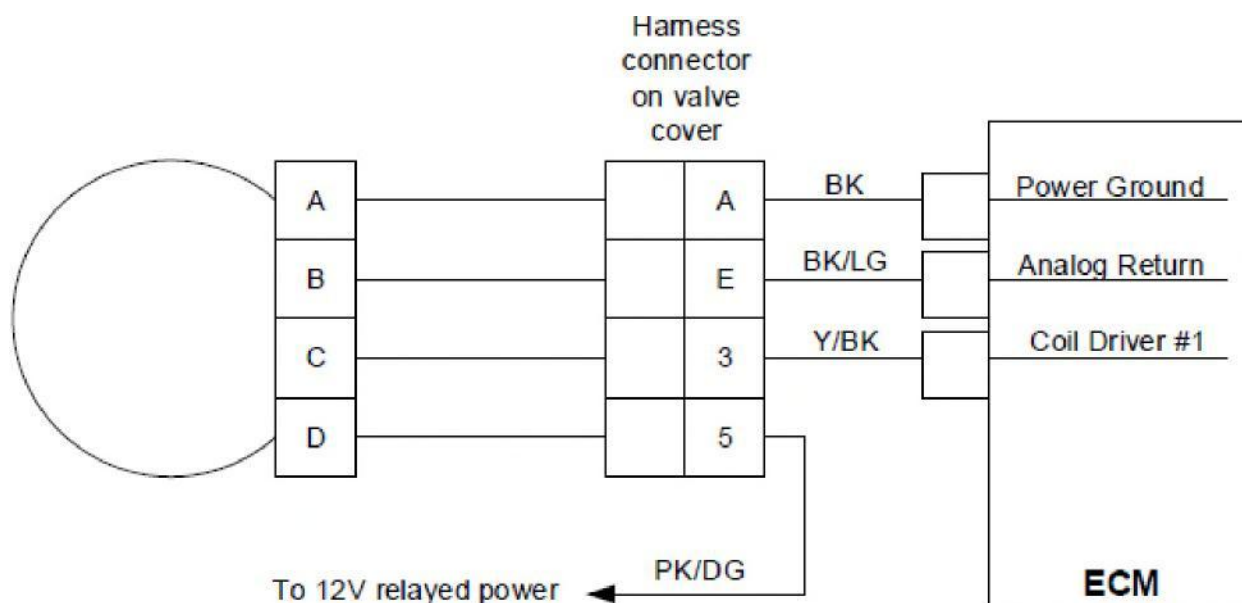 Harness
connector
on valve
cover
A
A
BK
Power Ground
B
E
BK/LG
Analog Return
C
3
Y/BK
Coil Driver #1
D
5
PK/DG
To 12V relayed power
ECM